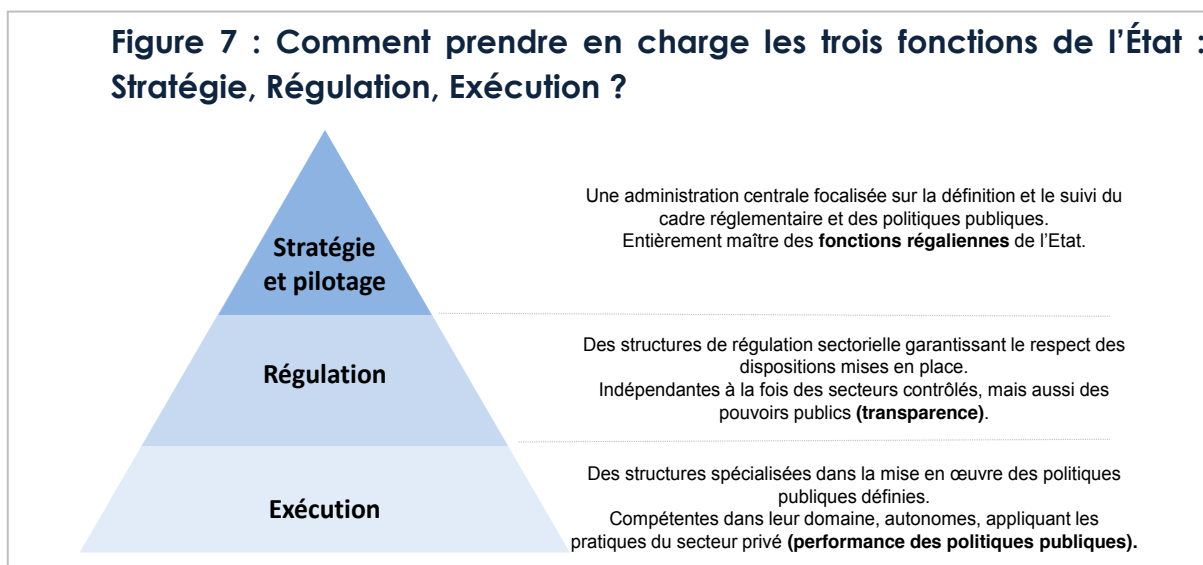 Figure 7 : Comment prendre en charge les trois fonctions de l’État :
Stratégie, Régulation, Exécution ?
Stratégie
et pilotage
Une administration centrale focalisée sur la définition et le suivi du
cadre réglementaire et des politiques publiques.
Entièrement maître des fonctions régaliennes de l’Etat.
Régulation
Des structures de régulation sectorielle garantissant le respect des
dispositions mises en place.
Indépendantes à la fois des secteurs contrôlés, mais aussi des
pouvoirs publics (transparence).
Exécution
Des structures spécialisées dans la mise en œuvre des politiques
publiques définies.
Compétentes dans leur domaine, autonomes, appliquant les
pratiques du secteur privé (performance des politiques publiques).